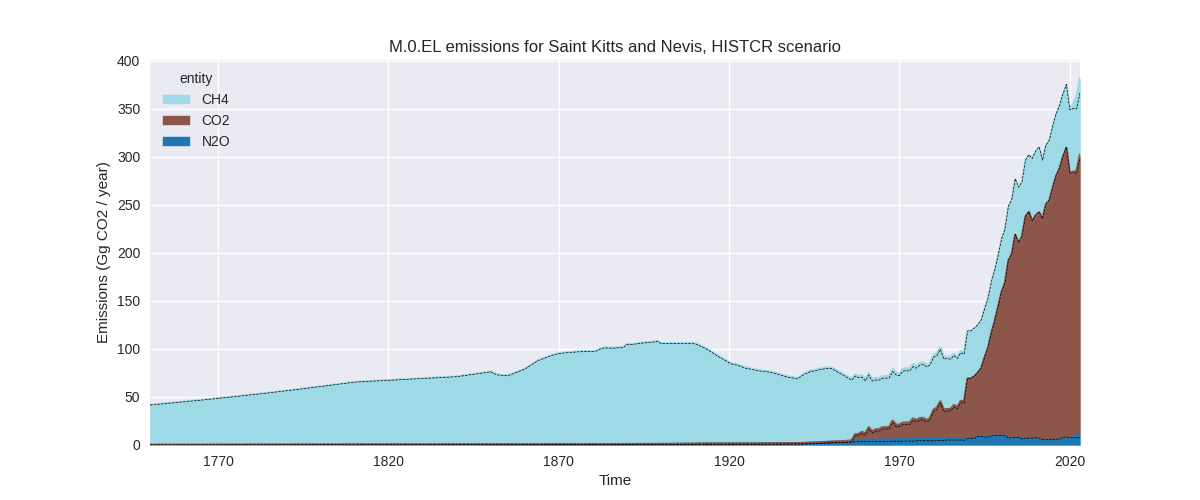 M.0.EL emissions for Saint Kitts and Nevis, HISTCR scenario
Emissions (Gg CO2 / year)
400
350
300
250
200
150
100
50
0
entity
CH4
CO2
N2O
1770 1820 1870 1920 1970 2020
Time